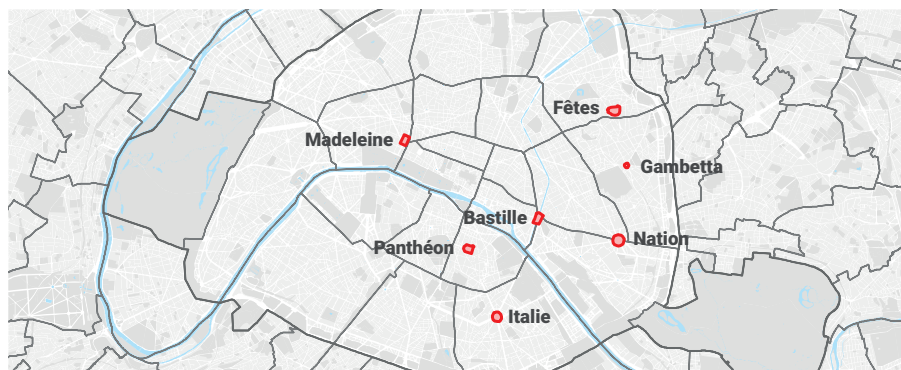 Fêtes
Madeleine
Gambetta
Bastille
Nation
Panthéon
Italie